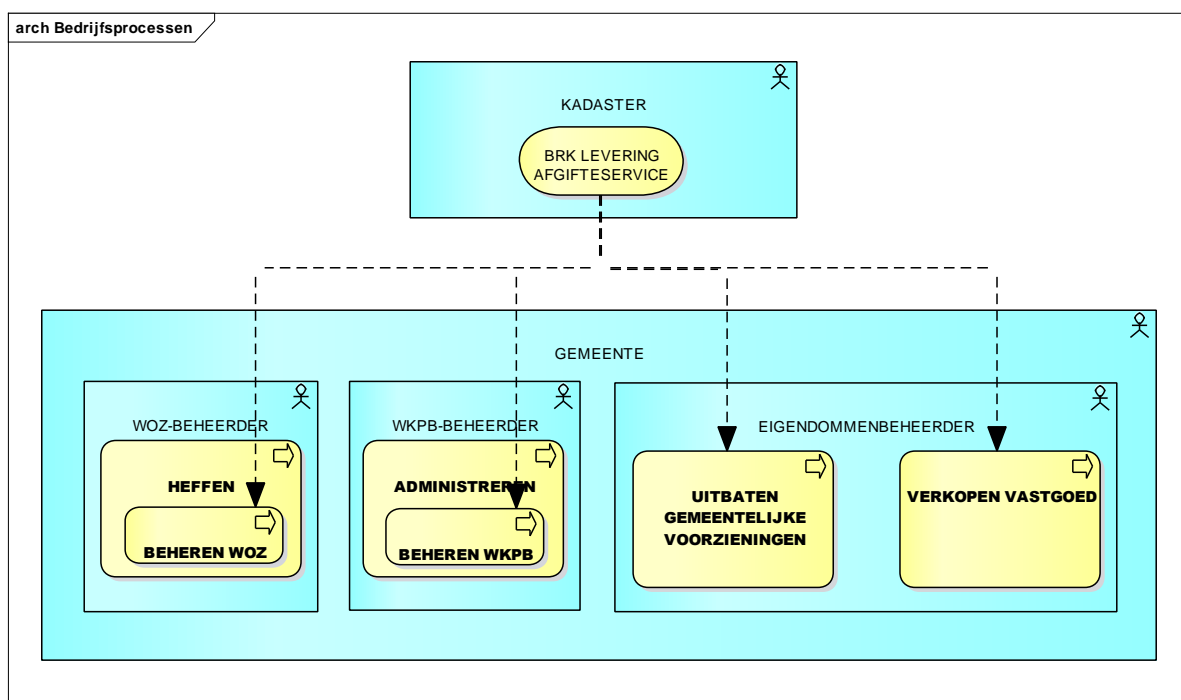 arch Bedrijfsprocessen
KADASTER
BRK LEVERING
AFGIFTESERVICE
GEMEENTE
WOZ-BEHEERDER
HEFFEN
BEHEREN WOZ
WKPB-BEHEERDER
ADMINISTREREN
BEHEREN WKPB
EIGENDOMMENBEHEERDER
UITBATEN
GEMEENTELIJKE
VOORZIENINGEN
VERKOPEN VASTGOED